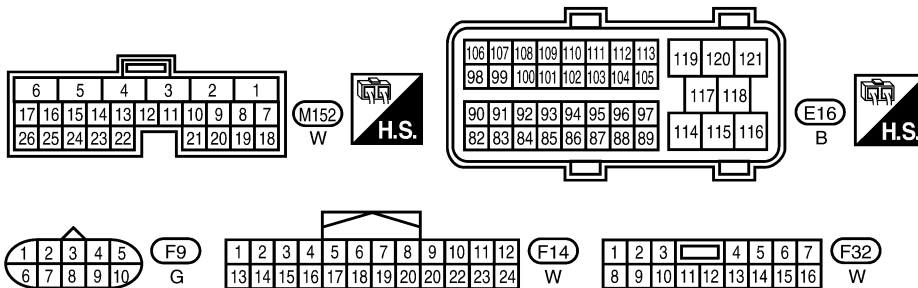 6 5 4 3 2 1
17 16 15 14 13 12 11 10 9 8 7
26 25 24 23 22 21 20 19 18
M152
W
H.S.
106 107 108 109 110 111 112 113
98 99 100 101 102 103 104 105
90 91 92 93 94 95 96 97
82 83 84 85 86 87 88 89
119 120 121
117 118
114 115 116
E16
B
H.S.
1 2 3 4 5
6 7 8 9 10
F9
G
1 2 3 4 5 6 7 8 9 10 11 12
13 14 15 16 17 18 19 20 20 22 23 24
F14
W
1 2 3 4 5 6 7
8 9 10 11 12 13 14 15 16
F32
W